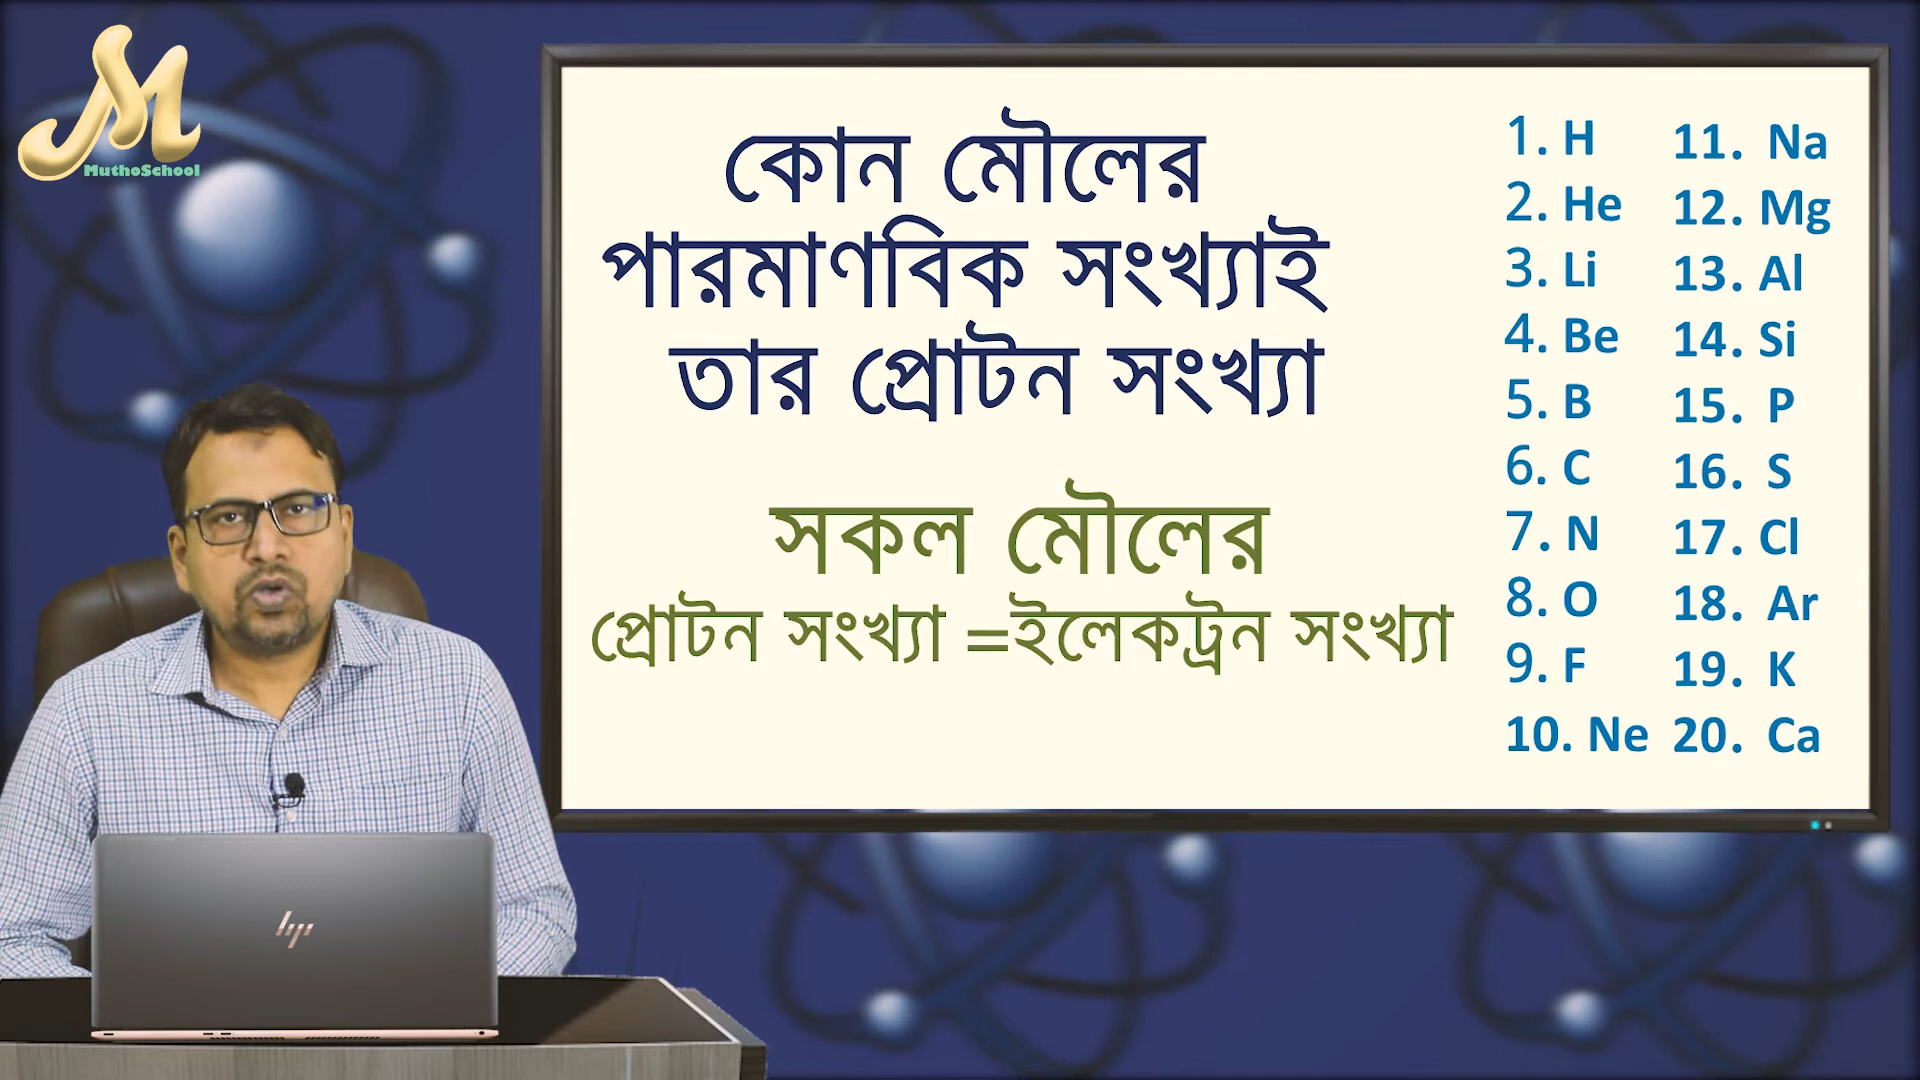 MuthoSchool
কোন মৌলের
পারমাণবিক সংখ্যাই
তার প্রোটন সংখ্যা
সকল মৌলের
প্রোটন সংখ্যা =ইলেকট্রন সংখ্যা
1. H
2. He
3. Li
4. Be
5. B
6. C
7. N
8. O
9. F
10. Ne
11. Na
12. Mg
13. Al
14. Si
15. P
16. S
17. Cl
18. Ar
19. K
20. Ca
hp